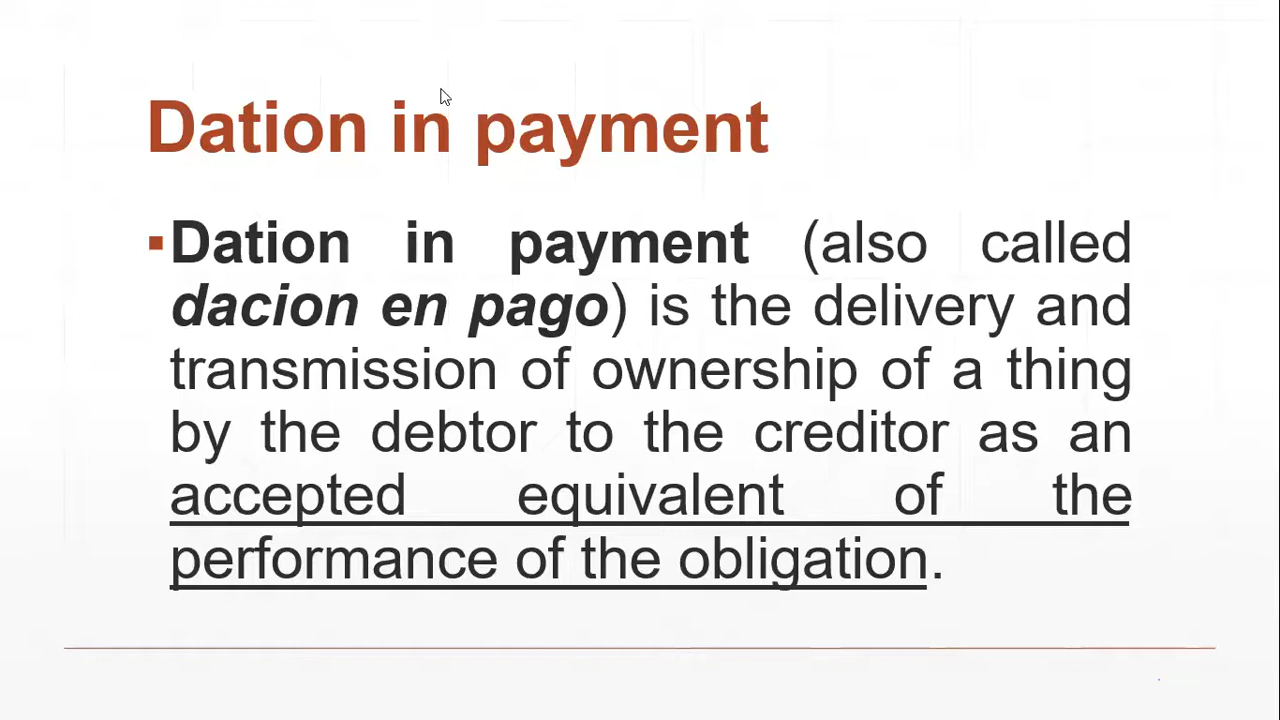 Dation in payment
▪Dation in payment (also called
dacion en pago) is the delivery and
transmission of ownership of a thing
by the debtor to the creditor as an
accepted equivalent of the
performance of the obligation.